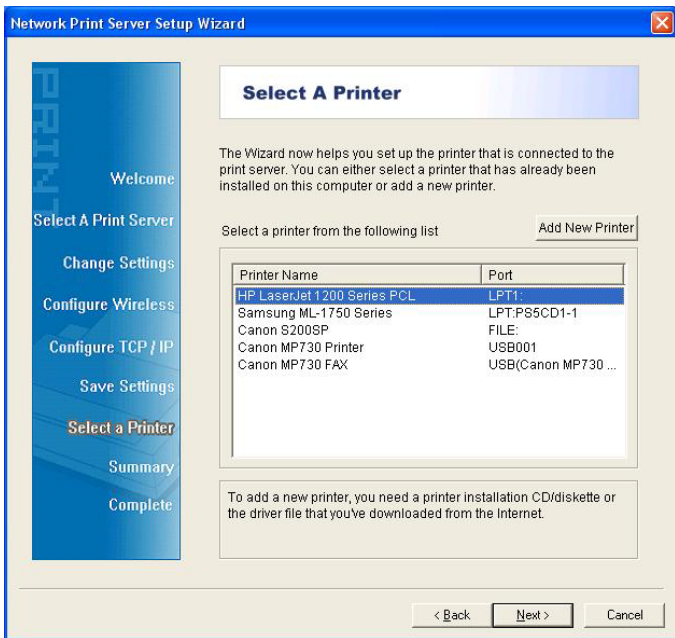 Network Print Server Setup Wizard
PRINT
Select A Printer
The Wizard now helps you set up the printer that is connected to the
print server. You can either select a printer that has already been
installed on this computer or add a new printer.
Welcome
Select A Print Server
Change Settings
Configure Wireless
Configure TCP / IP
Save Settings
Select a Printer
Summary
Complete
Select a printer from the following list
Add New Printer
Printer Name Port
HP LaserJet 1200 Series PCL LPT1:
Samsung ML-1750 Series LPT:PS5CD1-1
Canon S200SP FILE:
Canon MP730 Printer USB001
Canon MP730 FAX USB(Canon MP730 ...
To add a new printer, you need a printer installation CD/diskette or
the driver file that you've downloaded from the Internet.
< Back Next > Cancel